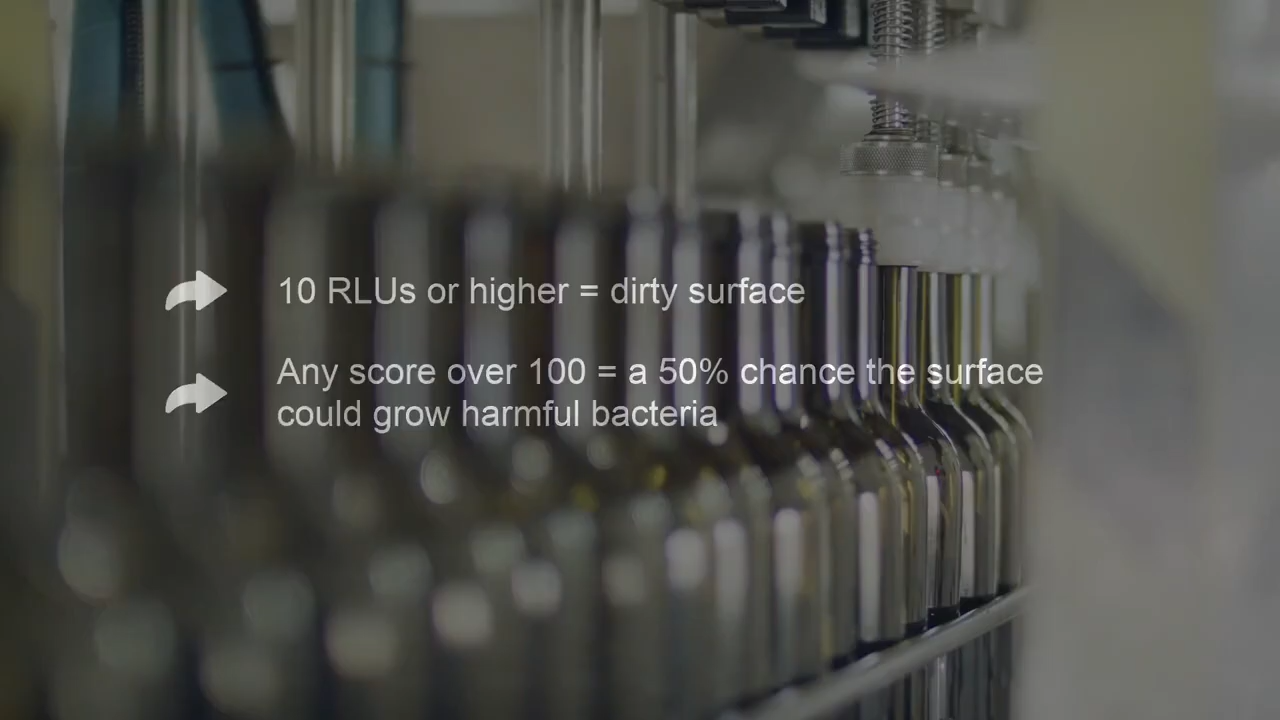 10 RLUs or higher = dirty surface
Any score over 100 = a 50% chance the surface
could grow harmful bacteria